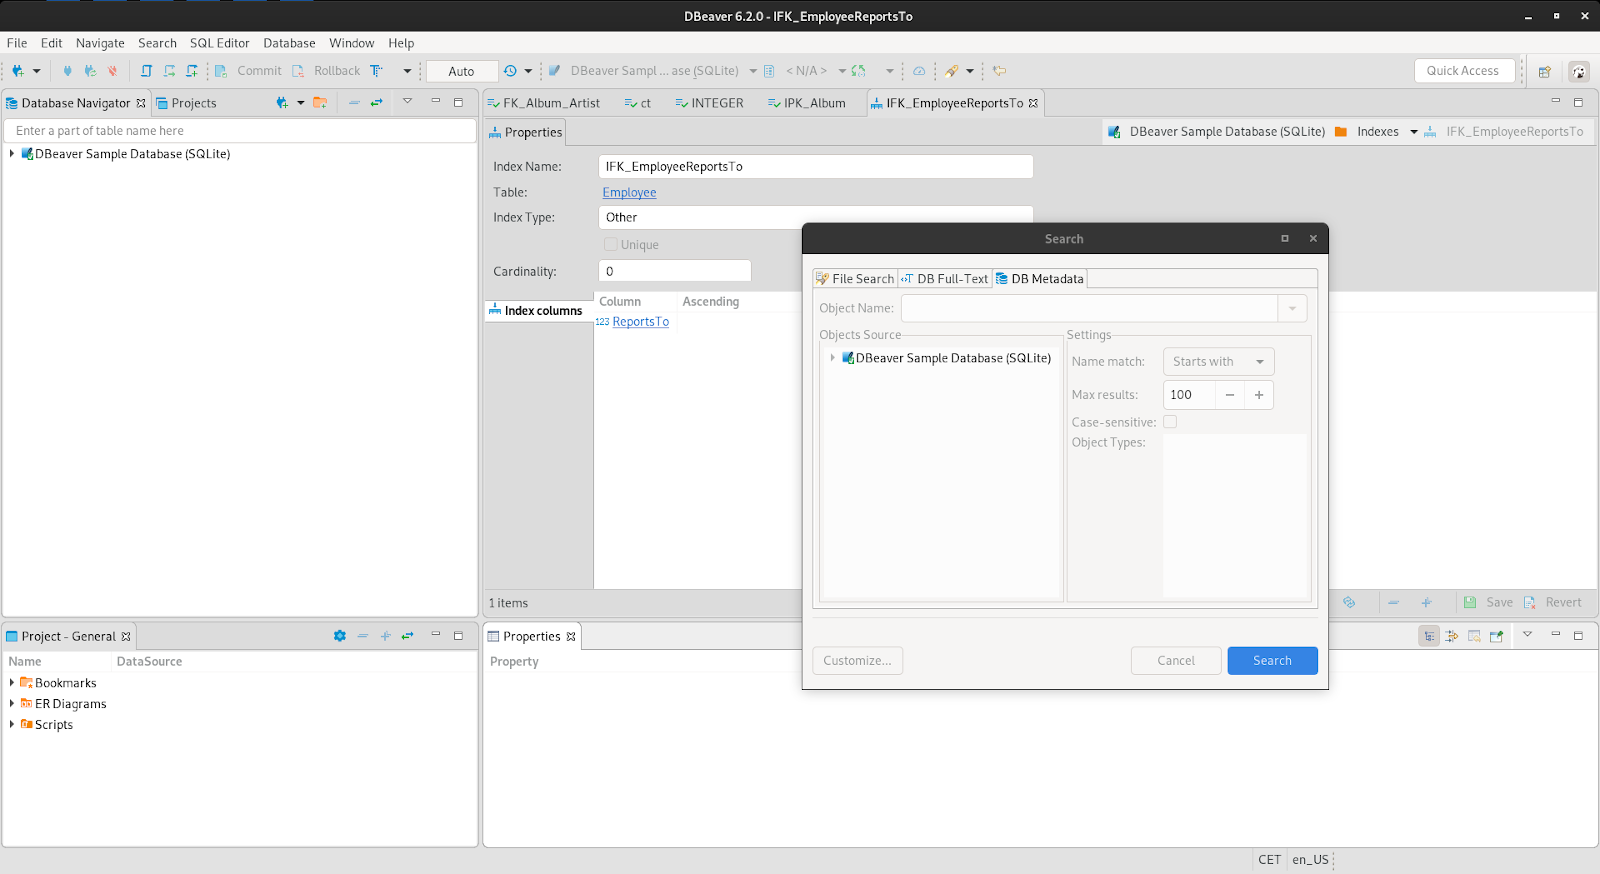 DBeaver 6.2.0 - IFK_EmployeeReportsTo
File Edit Navigate Search SQL Editor Database Window Help
Commit Rollback Auto DBeaver Sampl ... ase (SQLite) < N/A > Quick Access
Database Navigator Projects
Enter a part of table name here
DBeaver Sample Database (SQLite)
FK_Album_Artist ct INTEGER IPK_Album IFK_EmployeeReportsTo
Properties DBeaver Sample Database (SQLite) Indexes IFK_EmployeeReportsTo
Index Name: IFK_EmployeeReportsTo
Table: Employee
Index Type: Other
Unique
Cardinality: 0
Index columns
Column Ascending
123 ReportsTo
1 items
Save Revert
Search
File Search DB Full-Text DB Metadata
Object Name:
Objects Source
DBeaver Sample Database (SQLite)
Settings
Name match: Starts with
Max results: 100
Case-sensitive:
Object Types:
Customize... Cancel Search
Project - General
Name DataSource
Bookmarks
ER Diagrams
Scripts
Properties
Property
CET en_US